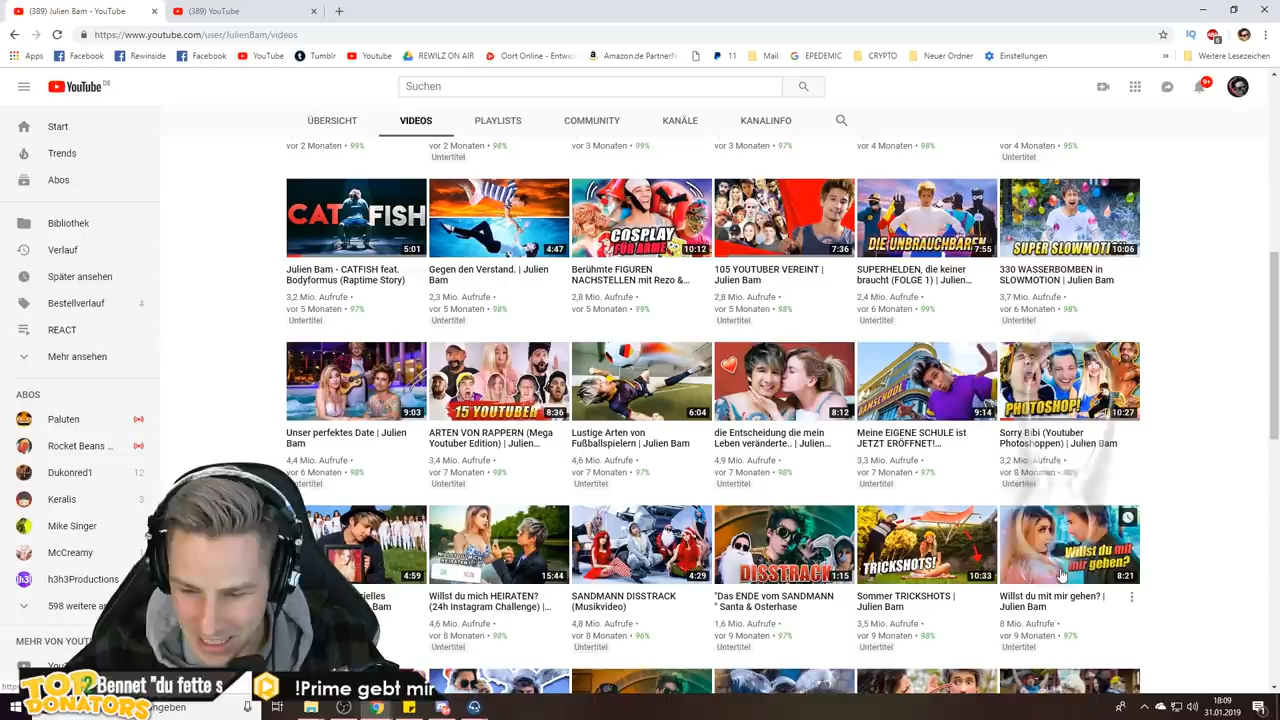 (389) Julien Bam - YouTube
(389) YouTube
https://www.youtube.com/user/JulienBam/videos
Apps Facebook Rewinside Facebook YouTube Tumblr Youtube REWILZ ON AIR Oort Online - Entwic Amazon.de PartnerN 11 Mail EPEDEMIC CRYPTO Neuer Ordner Einstellungen » Weitere Lesezeichen
YouTube DE
Suchen
9+
ÜBERSICHT VIDEOS PLAYLISTS COMMUNITY KANÄLE KANALINFO
Start
Trends
Abos
Bibliothek
Verlauf
Später ansehen
Bestellverlauf 4
REACT
Mehr ansehen
ABOS
Paluten
Rocket Beans ...
Dukonred1 12
Keralis 3
Mike Singer
McCreamy
h3h3Productions
598 weitere an
MEHR VON YOUTU
vor 2 Monaten • 99%
vor 2 Monaten • 98%
Untertitel
vor 3 Monaten • 99%
vor 3 Monaten • 97%
Untertitel
vor 4 Monaten • 98%
vor 4 Monaten • 95%
Untertitel
CATFISH
5:01
Julien Bam - CATFISH feat.
Bodyformus (Raptime Story)
3,2 Mio. Aufrufe •
vor 5 Monaten • 97%
Untertitel
4:47
Gegen den Verstand. | Julien
Bam
2,2 Mio. Aufrufe •
vor 5 Monaten • 98%
Untertitel
COSPLAY
FÜR ARME
10:12
Berühmte FIGUREN
NACHSTELLEN mit Rezo &...
2,8 Mio. Aufrufe •
vor 5 Monaten • 99%
7:36
105 YOUTUBER VEREINT |
Julien Bam
2,8 Mio. Aufrufe •
vor 5 Monaten • 98%
Untertitel
DIE UNBRAUCHBAREN
7:55
SUPERHELDEN, die keiner
braucht (FOLGE 1) | Julien...
2,4 Mio. Aufrufe •
vor 6 Monaten • 99%
Untertitel
SUPER SLOWMOTI
10:06
330 WASSERBOMBEN in
SLOWMOTION | Julien Bam
3,7 Mio. Aufrufe •
vor 6 Monaten • 98%
Untertitel
9:03
Unser perfektes Date | Julien
Bam
4,4 Mio. Aufrufe •
vor 6 Monaten • 98%
Untertitel
15 YOUTUBER
8:36
ARTEN VON RAPPERN (Mega
Youtuber Edition) | Julien...
3,4 Mio. Aufrufe •
vor 7 Monaten • 98%
Untertitel
6:04
Lustige Arten von
Fußballspielern | Julien Bam
4,6 Mio. Aufrufe •
vor 7 Monaten • 97%
Untertitel
8:12
die Entscheidung die mein
Leben veränderte.. | Julien...
4,9 Mio. Aufrufe •
vor 7 Monaten • 98%
Untertitel
9:14
Meine EIGENE SCHULE ist
JETZT ERÖFFNET!...
3,3 Mio. Aufrufe •
vor 7 Monaten • 97%
Untertitel
PHOTOSHOP!
10:27
Sorry Bibi (Youtuber
Photoshoppen) | Julien Bam
3,2 Mio. Aufrufe •
vor 8 Monaten
Untertitel
4:59
15:44
Willst du mich HEIRATEN?
(24h Instagram Challenge) |...
4,6 Mio. Aufrufe •
vor 8 Monaten • 98%
Untertitel
4:29
SANDMANN DISSTRACK
(Musikvideo)
4,8 Mio. Aufrufe •
vor 8 Monaten • 96%
Untertitel
DISSTRACK
1:15
"Das ENDE vom SANDMANN
" Santa & Osterhase
1,6 Mio. Aufrufe •
vor 9 Monaten • 97%
Untertitel
TRICKSHOTS!
10:33
Sommer TRICKSHOTS |
Julien Bam
3,5 Mio. Aufrufe •
vor 9 Monaten • 98%
Untertitel
Willst du mit
mir gehen?
8:21
Willst du mit mir gehen? |
Julien Bam
8 Mio. Aufrufe •
vor 9 Monaten • 97%
Untertitel
TOP DONATORS
Bennet "du fette s
!Prime gebt mir
18:09
31.01.2019